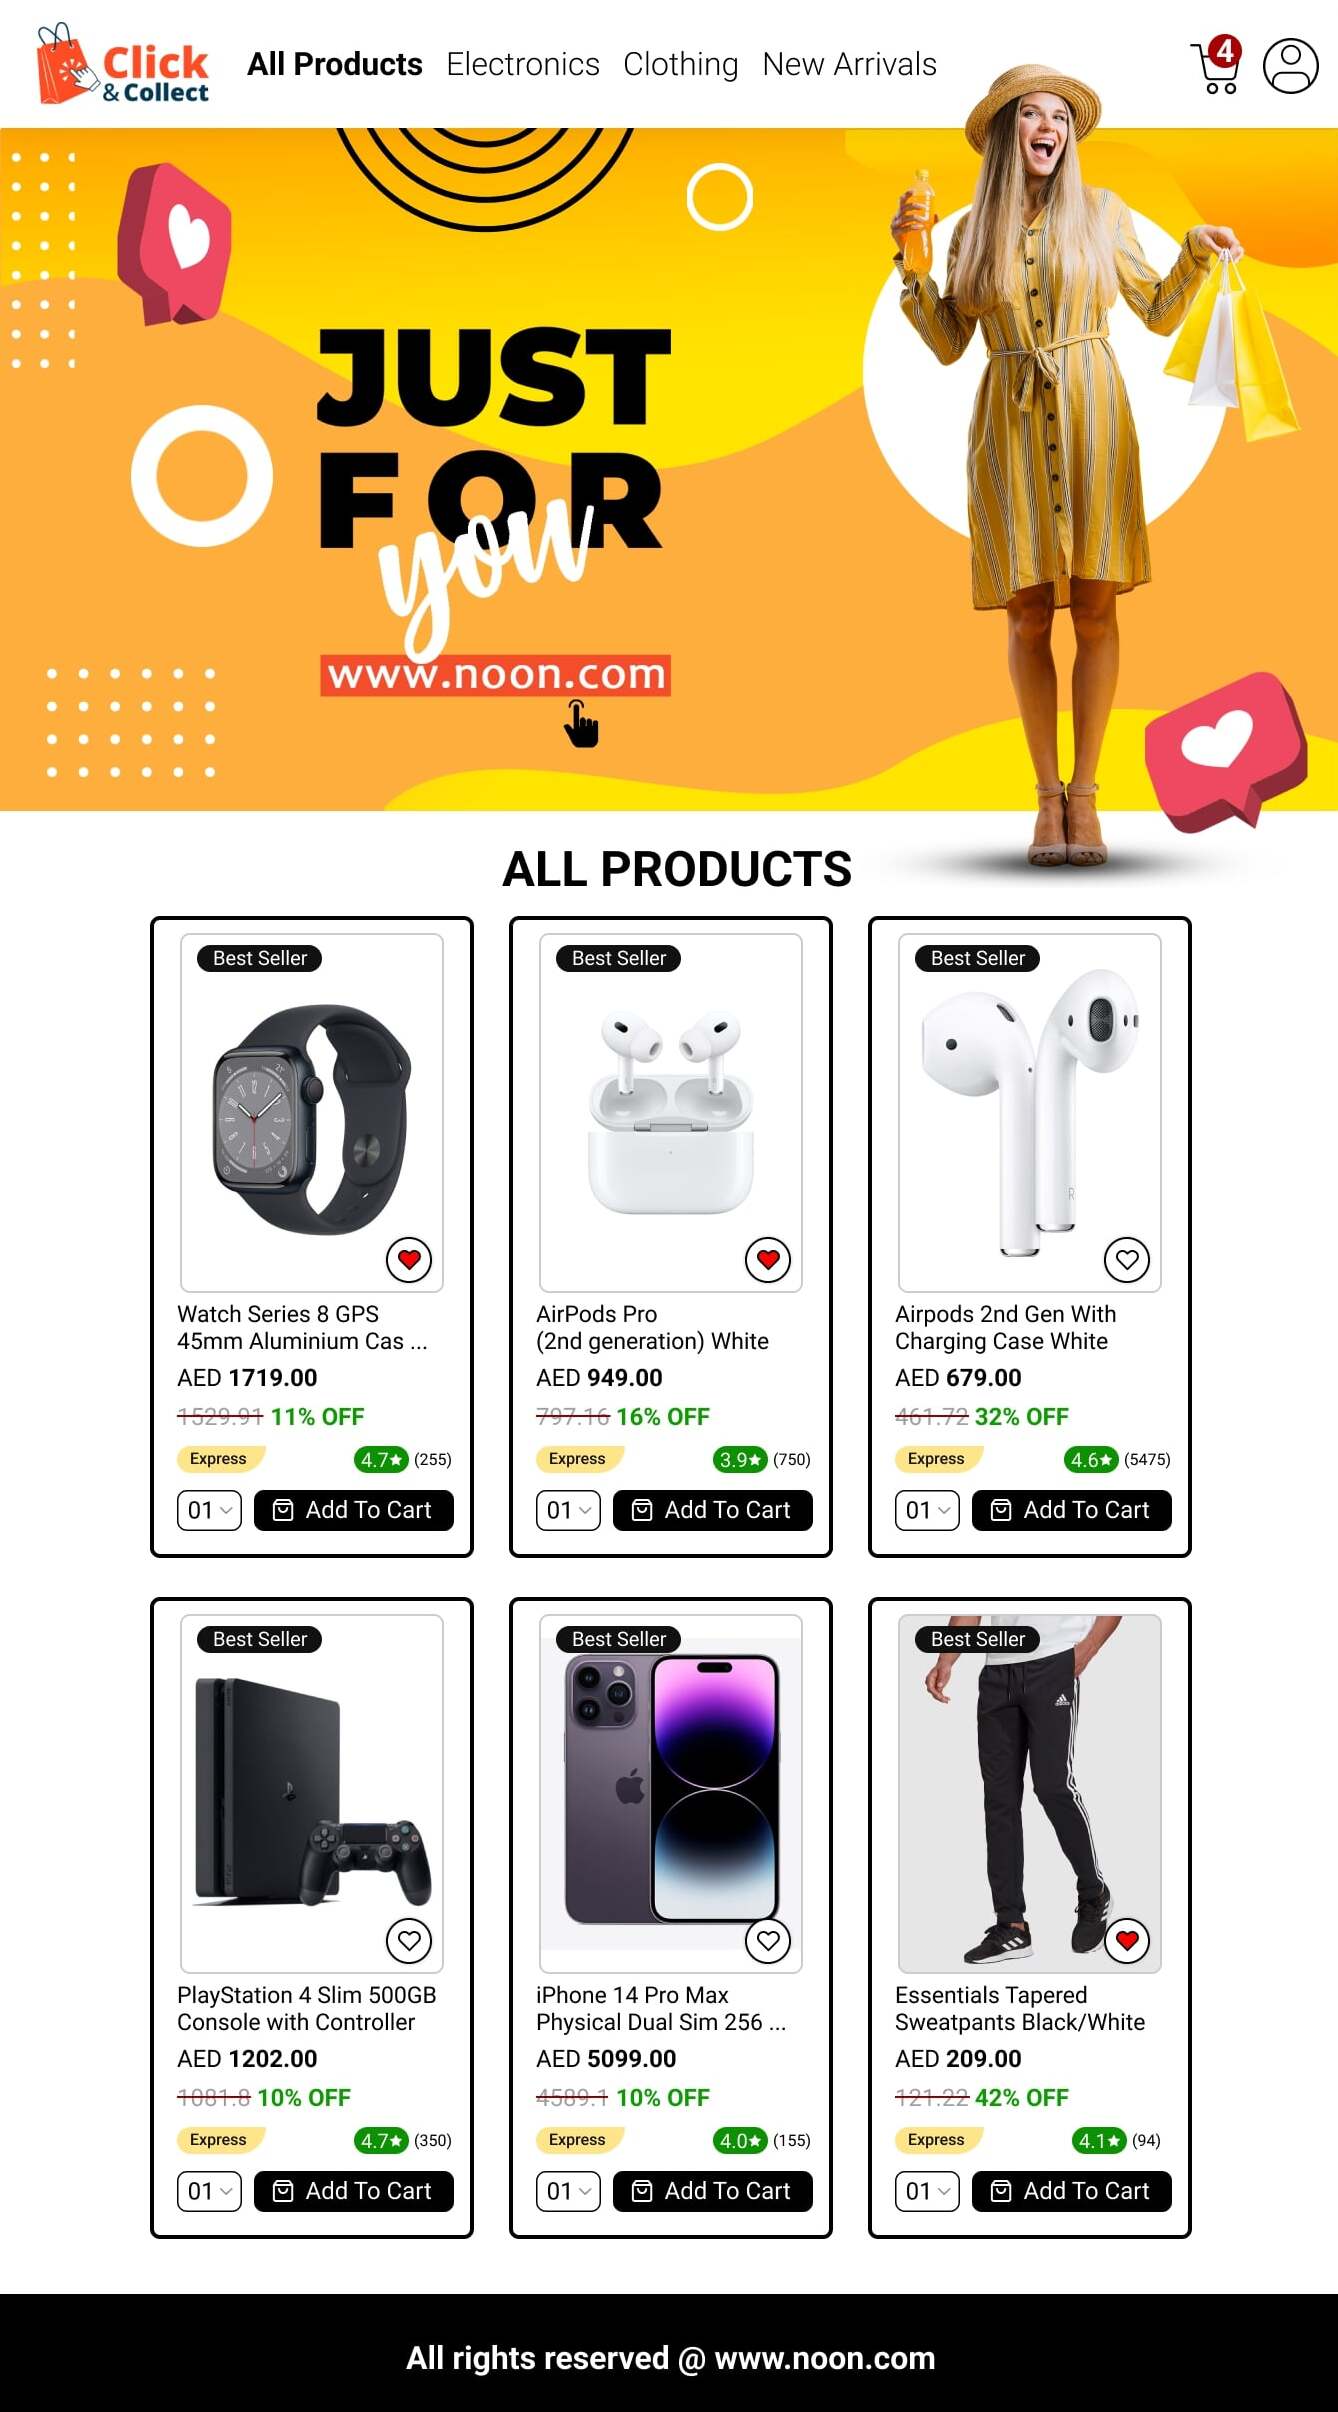 Click
& Collect
All Products Electronics Clothing New Arrivals
4
JUST
FOR
you
www.noon.com
ALL PRODUCTS
Best Seller
Watch Series 8 GPS
45mm Aluminium Cas ...
AED 1719.00
1529.91 11% OFF
Express 4.7★ (255)
01 Add To Cart
Best Seller
AirPods Pro
(2nd generation) White
AED 949.00
797.16 16% OFF
Express 3.9★ (750)
01 Add To Cart
Best Seller
Airpods 2nd Gen With
Charging Case White
AED 679.00
461.72 32% OFF
Express 4.6★ (5475)
01 Add To Cart
Best Seller
PlayStation 4 Slim 500GB
Console with Controller
AED 1202.00
1081.8 10% OFF
Express 4.7★ (350)
01 Add To Cart
Best Seller
iPhone 14 Pro Max
Physical Dual Sim 256 ...
AED 5099.00
4589.1 10% OFF
Express 4.0★ (155)
01 Add To Cart
Best Seller
Essentials Tapered
Sweatpants Black/White
AED 209.00
121.22 42% OFF
Express 4.1★ (94)
01 Add To Cart
All rights reserved @ www.noon.com